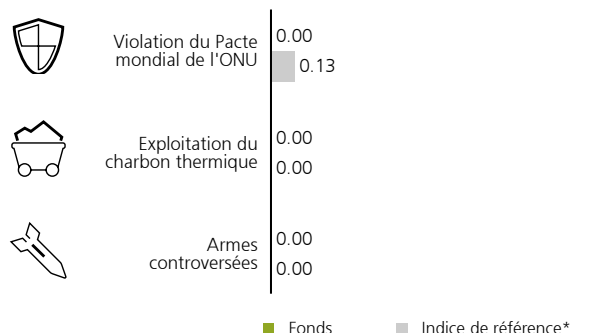 Violation du Pacte
mondial de l'ONU
0.00
0.13
Exploitation du
charbon thermique
0.00
0.00
Armes
controversées
0.00
0.00
Fonds
Indice de référence*